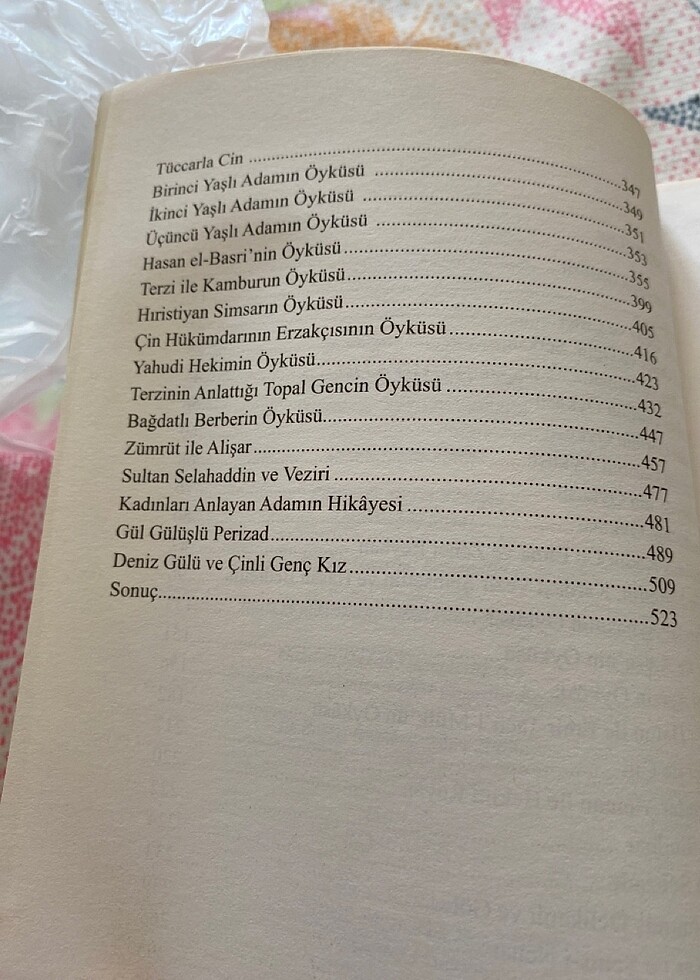 Tüccarla Cin ..........347
Birinci Yaşlı Adamın Öyküsü ..........349
İkinci Yaşlı Adamın Öyküsü ..........351
Üçüncü Yaşlı Adamın Öyküsü ..........353
Hasan el-Basri'nin Öyküsü..........355
Terzi ile Kamburun Öyküsü..........399
Hıristiyan Simsarın Öyküsü..........405
Çin Hükümdarının Erzakçısının Öyküsü..........416
Yahudi Hekimin Öyküsü..........423
Terzinin Anlattığı Topal Gencin Öyküsü ..........432
Bağdatlı Berberin Öyküsü..........447
Zümrüt ile Alişar..........457
Sultan Selahaddin ve Veziri ..........477
Kadınları Anlayan Adamın Hikâyesi ..........481
Gül Gülüşlü Perizad..........489
Deniz Gülü ve Çinli Genç Kız..........509
Sonuç..........523